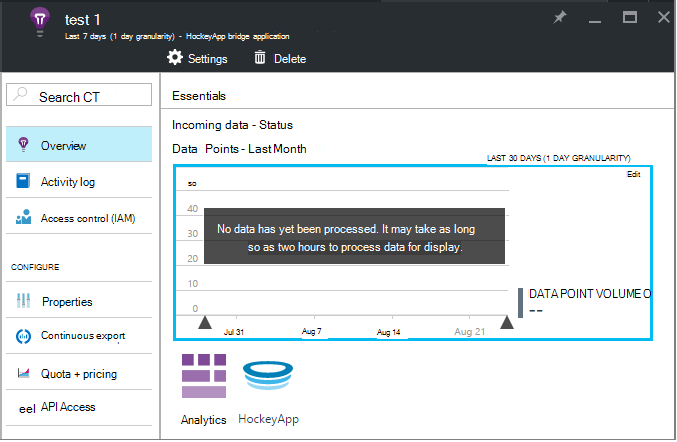 test 1
Last 7 days (1 day granularity) - HockeyApp bridge application
Settings
Delete
Search CT
Overview
Activity log
Access control (IAM)
CONFIGURE
Properties
Continuous export
Quota + pricing
eel API Access
Essentials
Incoming data - Status
Data Points - Last Month
LAST 30 DAYS (1 DAY GRANULARITY)
Edit
so
40
30
20
10
0
No data has yet been processed. It may take as long
so as two hours to process data for display.
Jul 31
Aug 7
Aug 14
Aug 21
DATA POINT VOLUME O
--
Analytics
HockeyApp